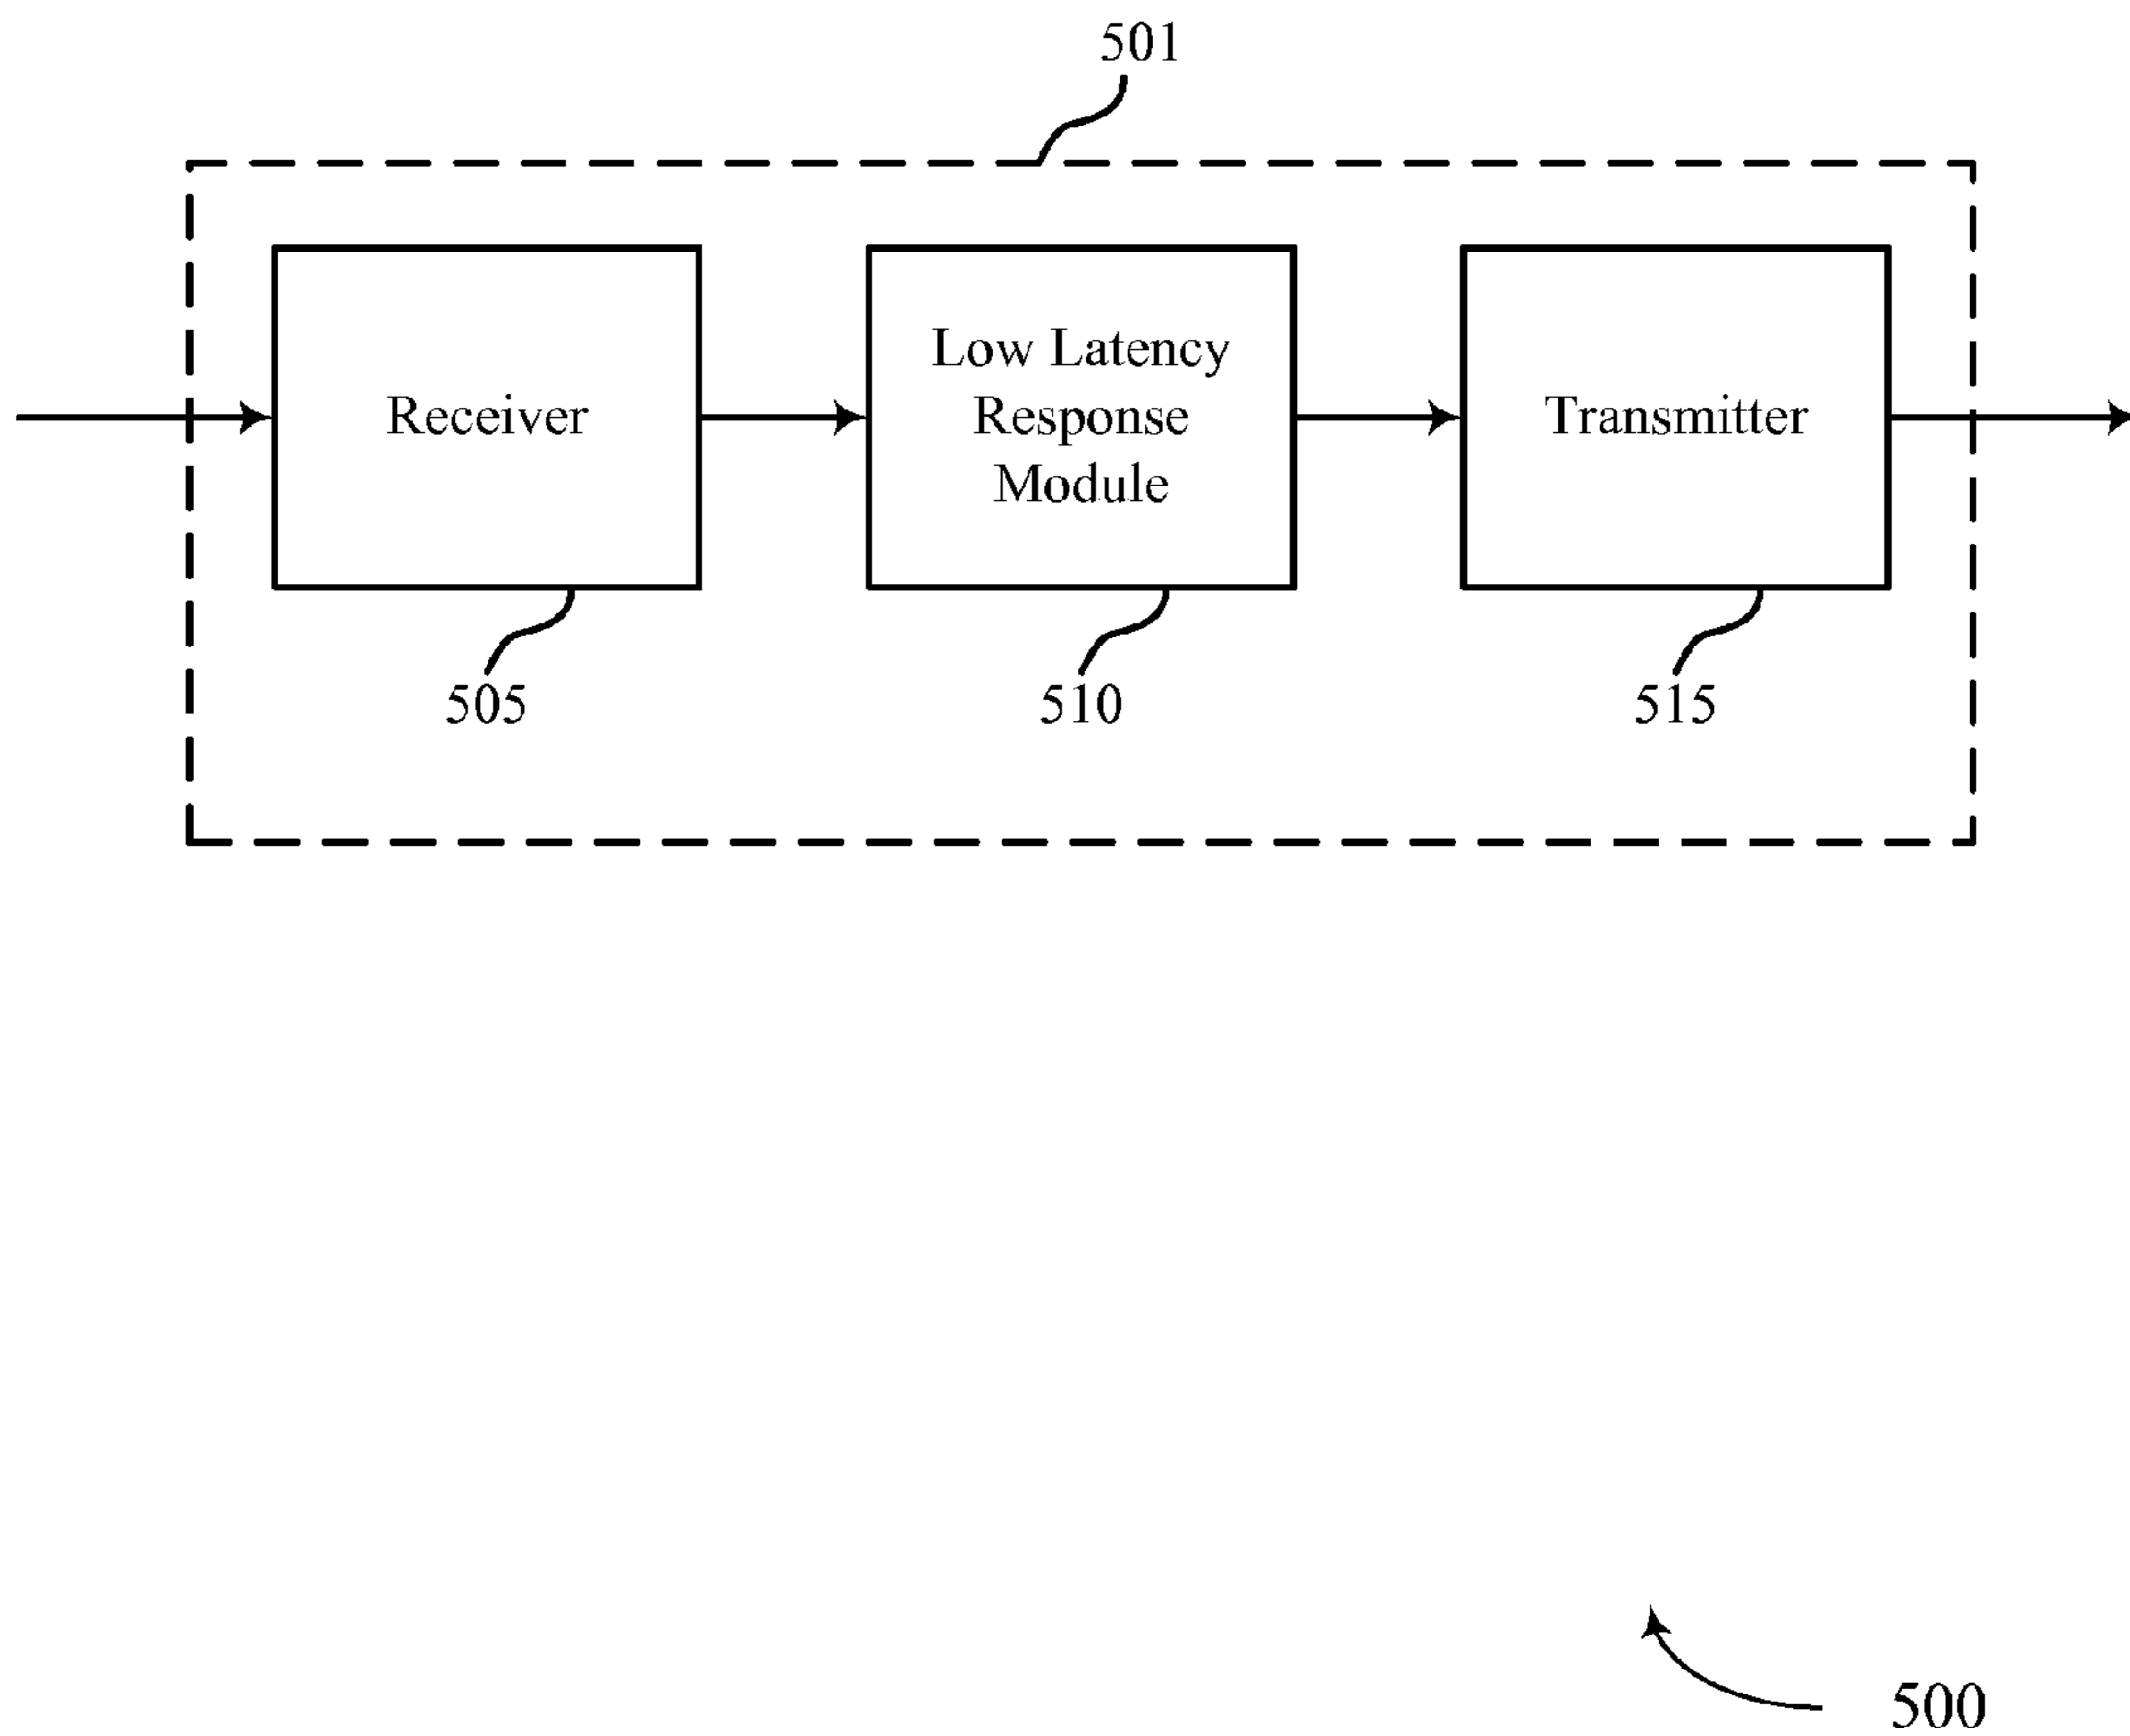 501
Receiver
Low Latency
Response
Module
Transmitter
505
510
515
500